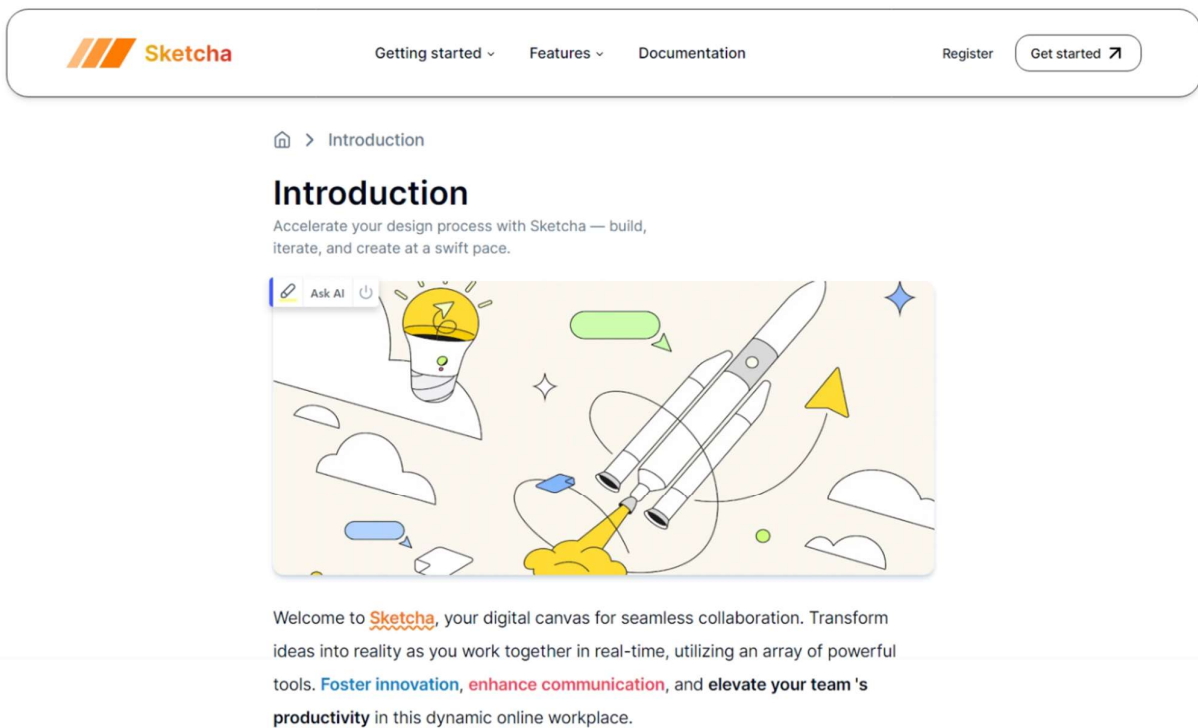 Sketcha
Getting started
Features
Documentation
Register
Get started
Introduction
Introduction
Accelerate your design process with Sketcha — build,
iterate, and create at a swift pace.
Ask AI
Welcome to Sketcha, your digital canvas for seamless collaboration. Transform
ideas into reality as you work together in real-time, utilizing an array of powerful
tools. Foster innovation, enhance communication, and elevate your team 's
productivity in this dynamic online workplace.